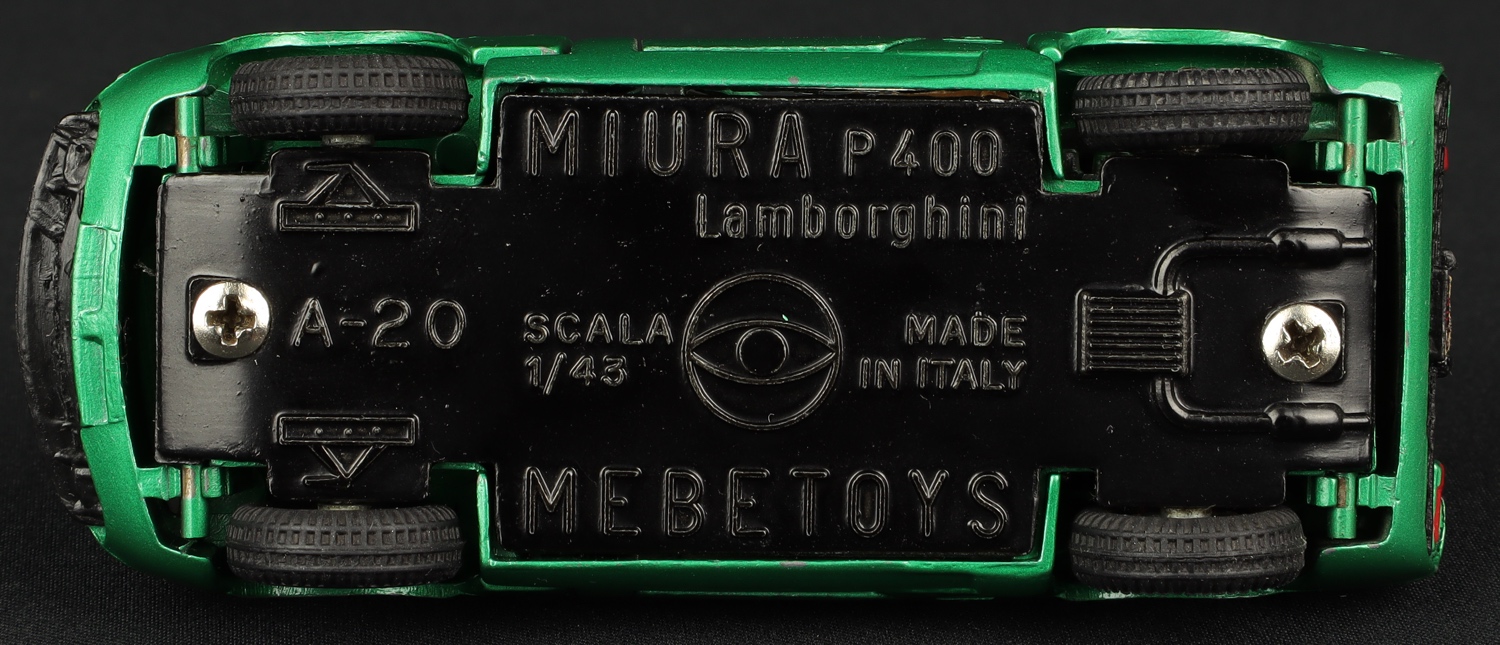 MIURA P400
Lamborghini
A-20
SCALA
1/43
MADE
IN ITALY
MEBETOYS